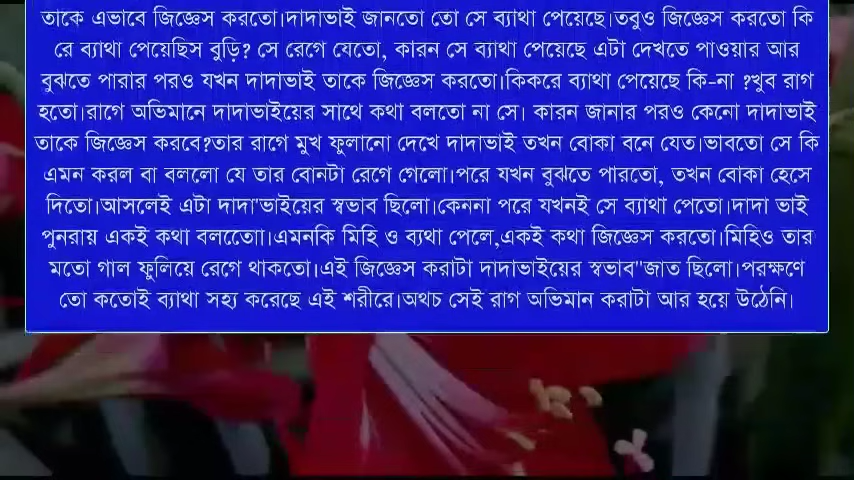 তাকে এভাবে জিজ্ঞেস করতো।দাদাভাই জানতো তো সে ব্যাথা পেয়েছে।তবুও জিজ্ঞেস করতো কি
রে ব্যাথা পেয়েছিস বুড়ি? সে রেগে যেতো, কারন সে ব্যাথা পেয়েছে এটা দেখতে পাওয়ার আর
বুঝতে পারার পরও যখন দাদাভাই তাকে জিজ্ঞেস করতো।কিকরে ব্যাথা পেয়েছে কি-না ?খুব রাগ
হতো।রাগে অভিমানে দাদাভাইয়ের সাথে কথা বলতো না সে। কারন জানার পরও কেনো দাদাভাই
তাকে জিজ্ঞেস করবে?তার রাগে মুখ ফুলানো দেখে দাদাভাই তখন বোকা বনে যেত।ভাবতো সে কি
এমন করল বা বললো যে তার বোনটা রেগে গেলো।পরে যখন বুঝতে পারতো, তখন বোকা হেসে
দিতো।আসলেই এটা দাদা"ভাইয়ের স্বভাব ছিলো।কেননা পরে যখনই সে ব্যাথা পেতো।দাদা ভাই
পুনরায় একই কথা বলতোো।এমনকি মিহি ও ব্যথা পেলে,একই কথা জিজ্ঞেস করতো।মিহিও তার
মতো গাল ফুলিয়ে রেগে থাকতো।এই জিজ্ঞেস করাটা দাদাভাইয়ের স্বভাব"জাত ছিলো।পরক্ষণে
তো কতোই ব্যাথা সহ্য করেছে এই শরীরে।অথচ সেই রাগ অভিমান করাটা আর হয়ে উঠেনি।